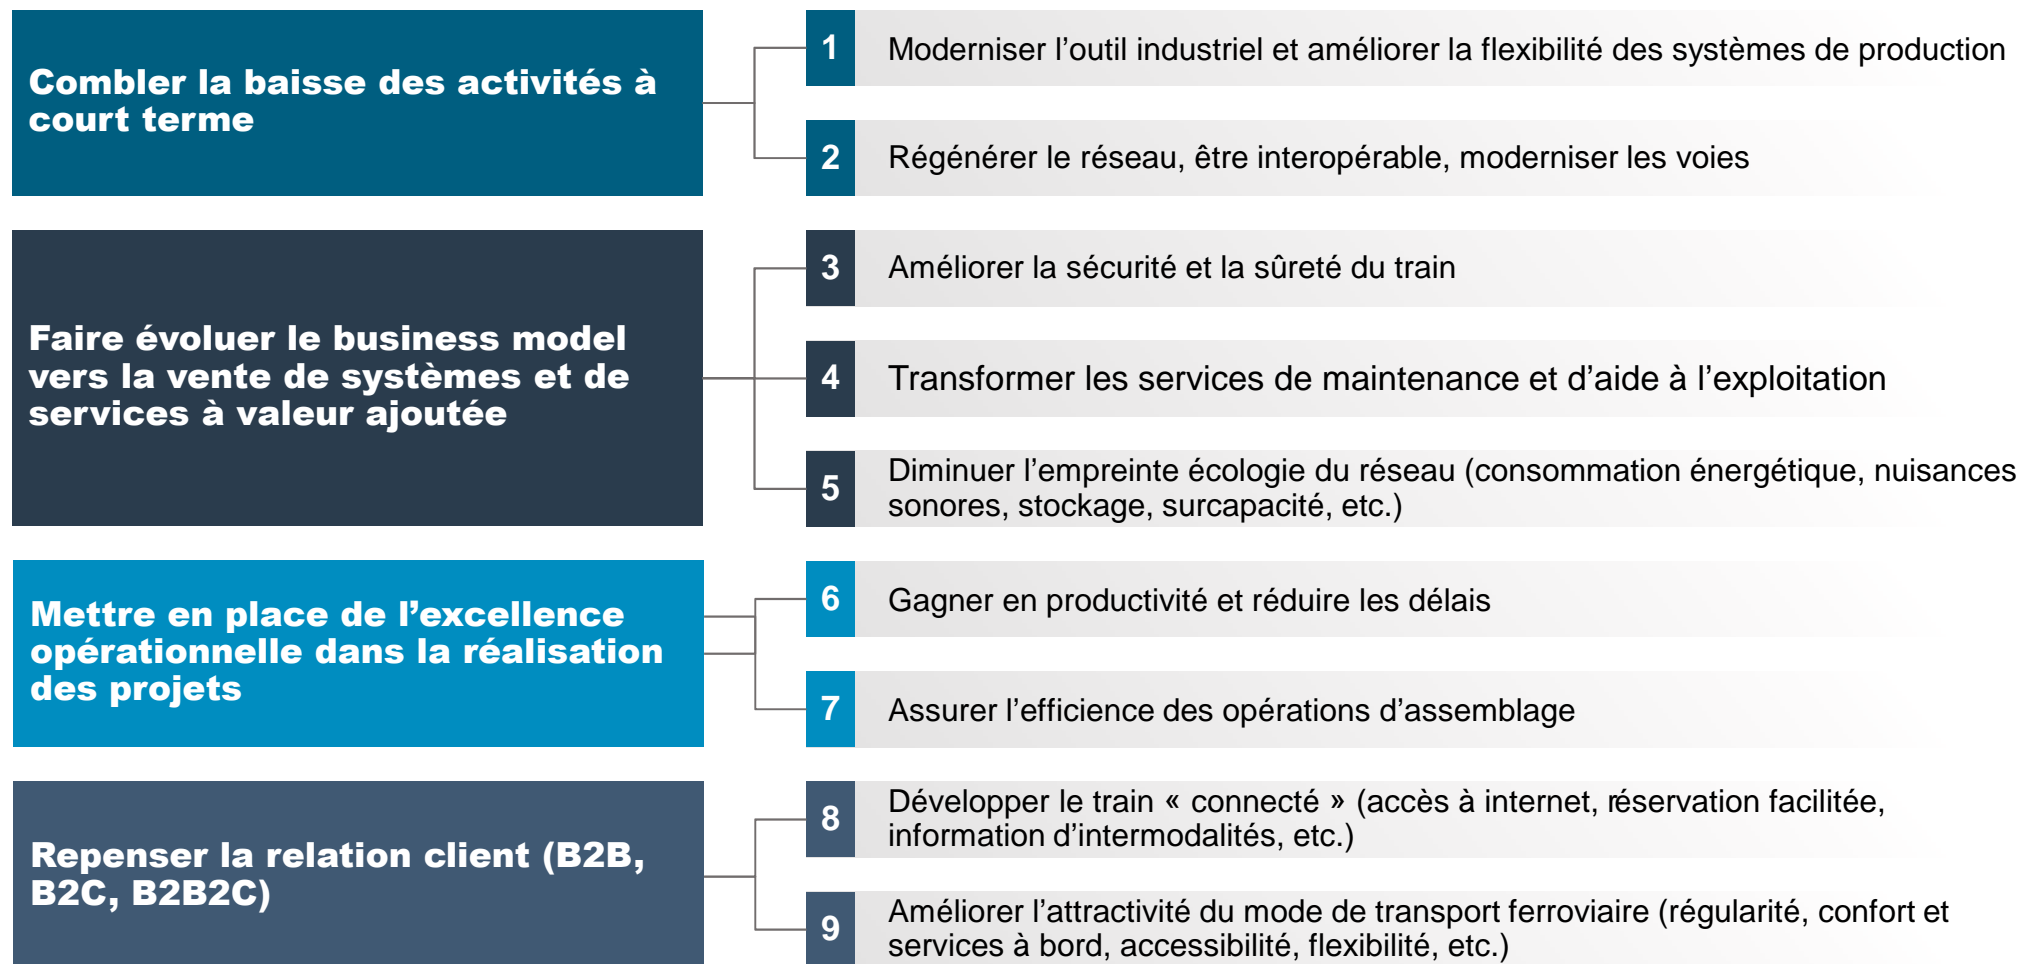 Combler la baisse des activités à
court terme
1
Moderniser l’outil industriel et améliorer la flexibilité des systèmes de production
2
Régénérer le réseau, être interopérable, moderniser les voies
Faire évoluer le business model
vers la vente de systèmes et de
services à valeur ajoutée
3
Améliorer la sécurité et la sûreté du train
4
Transformer les services de maintenance et d’aide à l’exploitation
5
Diminuer l’empreinte écologie du réseau (consommation énergétique, nuisances
sonores, stockage, surcapacité, etc.)
Mettre en place de l’excellence
opérationnelle dans la réalisation
des projets
6
Gagner en productivité et réduire les délais
7
Assurer l’efficience des opérations d’assemblage
Repenser la relation client (B2B,
B2C, B2B2C)
8
Développer le train « connecté » (accès à internet, réservation facilitée,
information d’intermodalités, etc.)
9
Améliorer l’attractivité du mode de transport ferroviaire (régularité, confort et
services à bord, accessibilité, flexibilité, etc.)